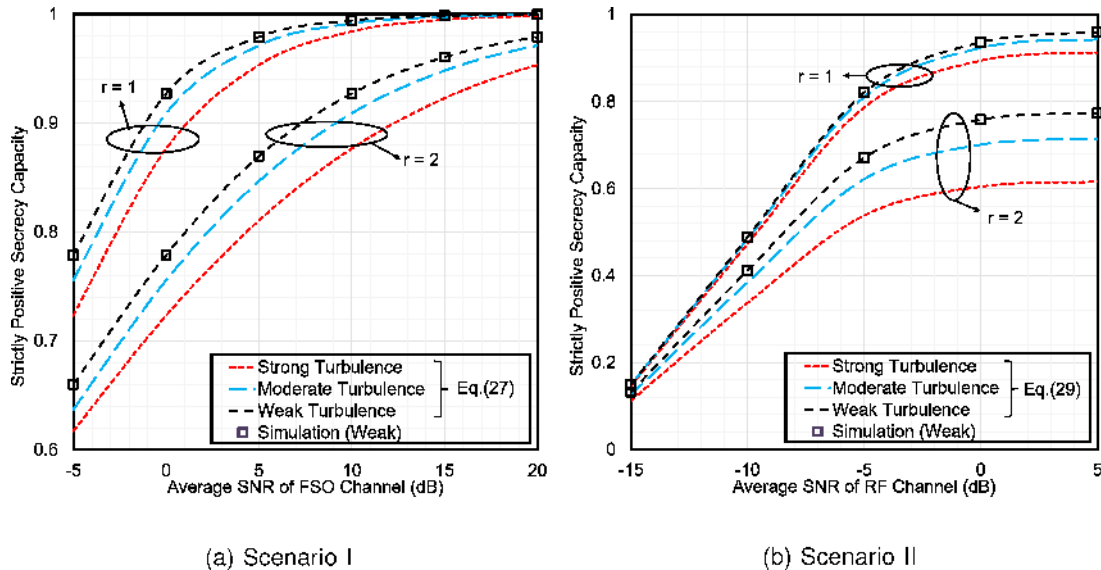 Strictly Positive Secrecy Capacity
1
0.9
0.8
0.7
0.6
r = 1
r = 2
Strong Turbulence
Moderate Turbulence
Weak Turbulence
Simulation (Weak)
Eq.(27)
-5
0
5
10
15
20
Average SNR of FSO Channel (dB)
(a) Scenario I
Strictly Positive Secrecy Capacity
1
0.8
0.6
0.4
0.2
0
r = 1
r = 2
Strong Turbulence
Moderate Turbulence
Weak Turbulence
Simulation (Weak)
Eq.(29)
-15
-10
-5
0
5
Average SNR of RF Channel (dB)
(b) Scenario II